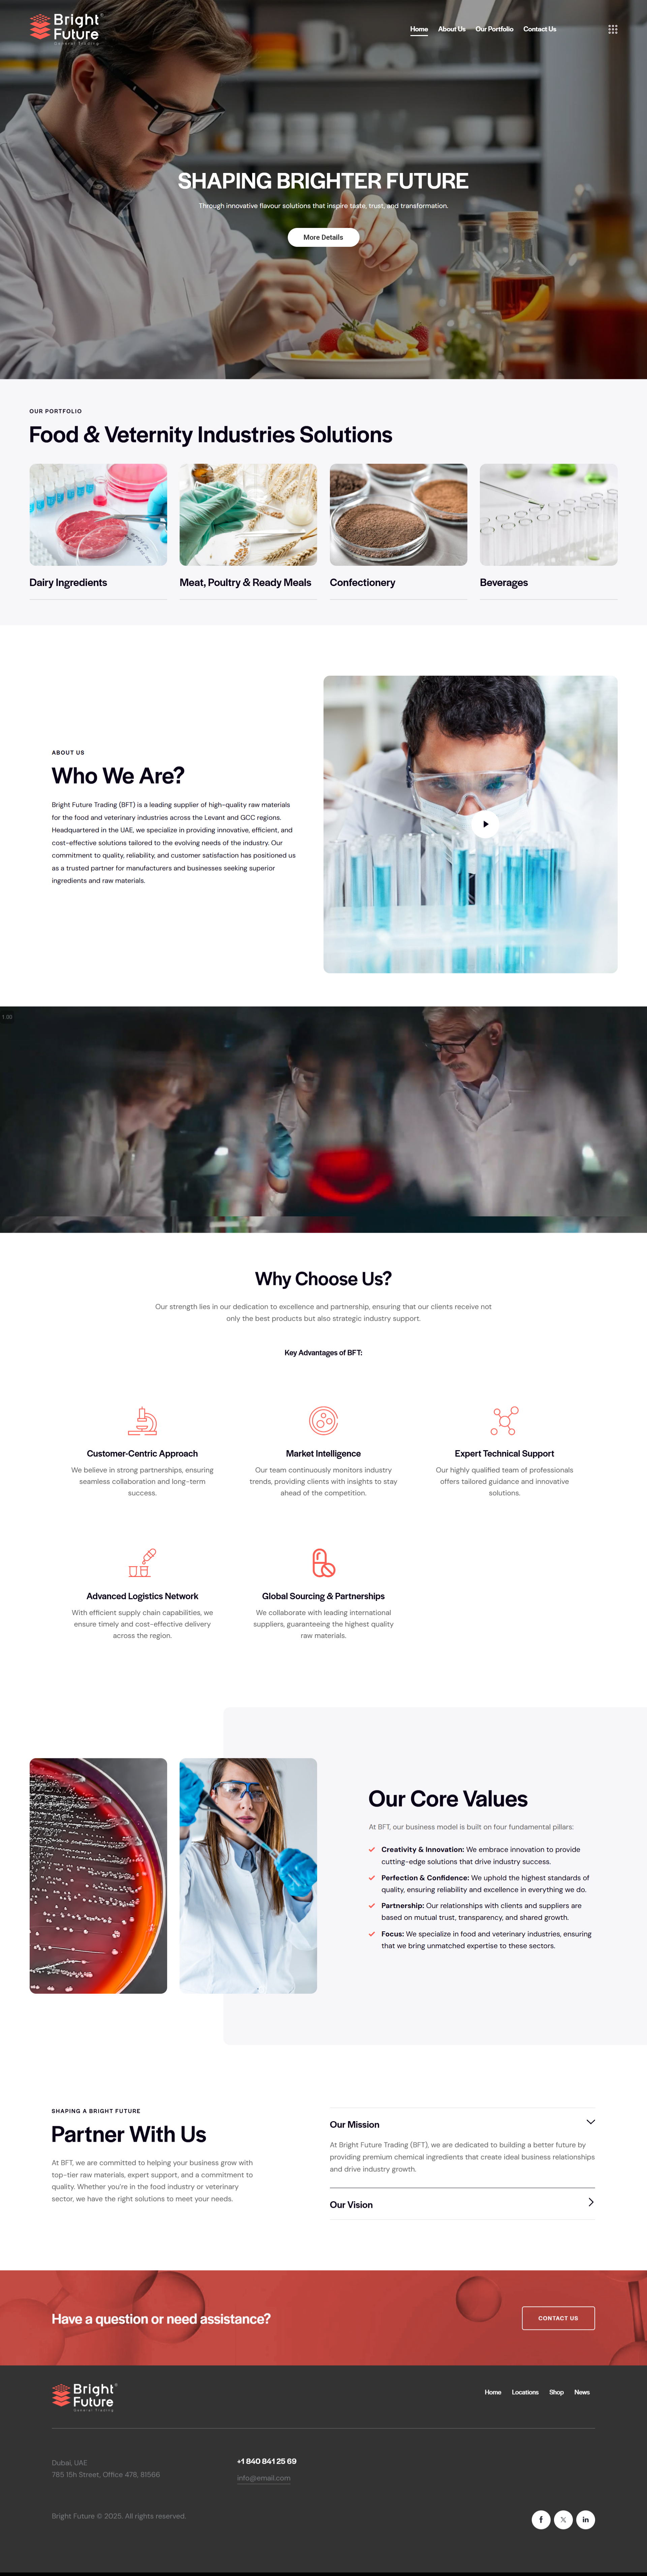 Bright
Future
General Trading
Home About Us Our Portfolio Contact Us
SHAPING BRIGHTER FUTURE
Through innovative flavour solutions that inspire taste, trust, and transformation.
More Details
OUR PORTFOLIO
Food & Veternity Industries Solutions
Dairy Ingredients
Meat, Poultry & Ready Meals
Confectionery
Beverages
ABOUT US
Who We Are?
Bright Future Trading (BFT) is a leading supplier of high-quality raw materials
for the food and veterinary industries across the Levant and GCC regions.
Headquartered in the UAE, we specialize in providing innovative, efficient, and
cost-effective solutions tailored to the evolving needs of the industry. Our
commitment to quality, reliability, and customer satisfaction has positioned us
as a trusted partner for manufacturers and businesses seeking superior
ingredients and raw materials.
1.00
Why Choose Us?
Our strength lies in our dedication to excellence and partnership, ensuring that our clients receive not
only the best products but also strategic industry support.
Key Advantages of BFT:
Customer-Centric Approach
We believe in strong partnerships, ensuring
seamless collaboration and long-term
success.
Market Intelligence
Our team continuously monitors industry
trends, providing clients with insights to stay
ahead of the competition.
Expert Technical Support
Our highly qualified team of professionals
offers tailored guidance and innovative
solutions.
Advanced Logistics Network
With efficient supply chain capabilities, we
ensure timely and cost-effective delivery
across the region.
Global Sourcing & Partnerships
We collaborate with leading international
suppliers, guaranteeing the highest quality
raw materials.
Our Core Values
At BFT, our business model is built on four fundamental pillars:
Creativity & Innovation: We embrace innovation to provide
cutting-edge solutions that drive industry success.
Perfection & Confidence: We uphold the highest standards of
quality, ensuring reliability and excellence in everything we do.
Partnership: Our relationships with clients and suppliers are
based on mutual trust, transparency, and shared growth.
Focus: We specialize in food and veterinary industries, ensuring
that we bring unmatched expertise to these sectors.
SHAPING A BRIGHT FUTURE
Partner With Us
At BFT, we are committed to helping your business grow with
top-tier raw materials, expert support, and a commitment to
quality. Whether you're in the food industry or veterinary
sector, we have the right solutions to meet your needs.
Our Mission
At Bright Future Trading (BFT), we are dedicated to building a better future by
providing premium chemical ingredients that create ideal business relationships
and drive industry growth.
Our Vision
Have a question or need assistance?
CONTACT US
Bright
Future
General Trading
Home Locations Shop News
Dubai, UAE
785 15h Street, Office 478, 81566
+1 840 841 25 69
info@email.com
Bright Future © 2025. All rights reserved.